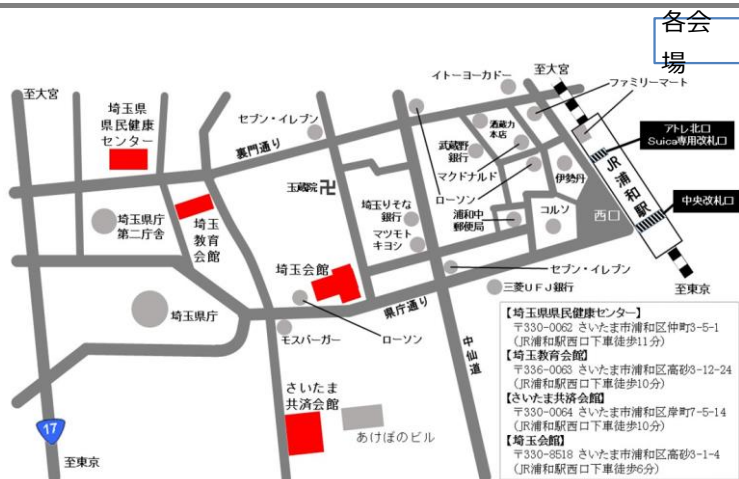 各会
場
至大宮
イトーヨーカドー
至大宮
ファミリーマート
埼玉県
県民健康
センター
セブン・イレブン
裏門通り
酒蔵力
本店
武蔵野
銀行
マクドナルド
アトレ北口
Suica専用改札口
JR浦和駅
中央改札口
玉蔵院
卍
ローソン
伊勢丹
埼玉りそな
銀行
浦和中
郵便局
コルソ
西口
マツモト
キヨシ
埼玉県庁
第二庁舎
埼玉
教育
会館
埼玉会館
セブン・イレブン
三菱UFJ銀行
至東京
埼玉県庁
県庁通り
モスバーガー
ローソン
中仙道
さいたま
共済会館
あけぼのビル
17
至東京
【埼玉県県民健康センター】
〒330-0062 さいたま市浦和区仲町3-5-1
(JR浦和駅西口下車徒歩11分)
【埼玉教育会館】
〒336-0063 さいたま市浦和区高砂3-12-24
(JR浦和駅西口下車徒歩10分)
【さいたま共済会館】
〒330-0064 さいたま市浦和区岸町7-5-14
(JR浦和駅西口下車徒歩10分)
【埼玉会館】
〒330-8518 さいたま市浦和区高砂3-1-4
(JR浦和駅西口下車徒歩6分)